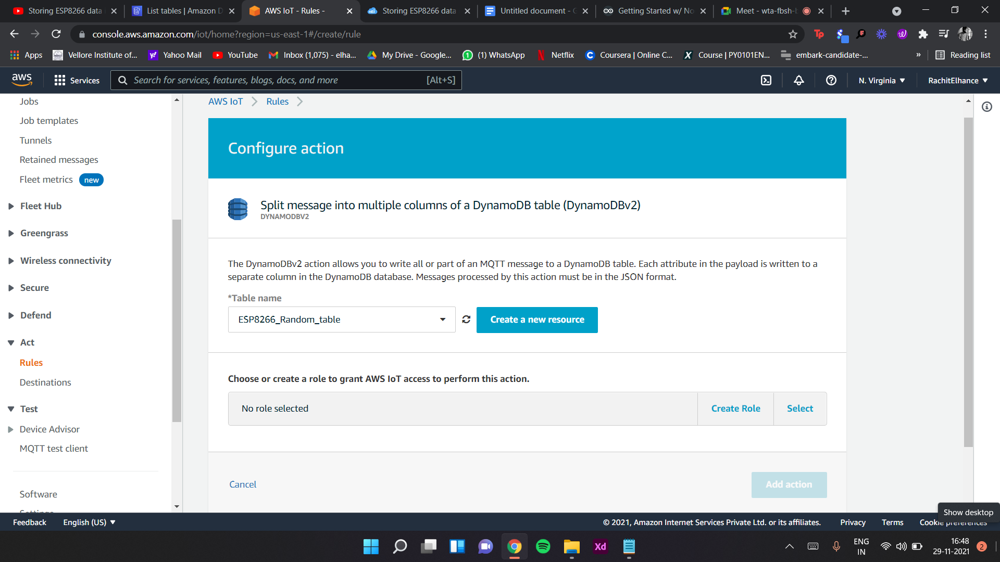 Storing ESP8266 data
List tables | Amazon D
AWS IoT - Rules -
Storing ESP8266 data
Untitled document - G
Getting Started w/ No
Meet - wta-fbsh-b
console.aws.amazon.com/iot/home?region=us-east-1#/create/rule
Apps
Vellore Institute of...
Yahoo Mail
YouTube
Inbox (1,075) - elha...
My Drive - Google...
(1) WhatsApp
Netflix
Coursera | Online C...
Course | PY0101EN...
embark-candidate-...
»
Reading list
aws
Services
Search for services, features, blogs, docs, and more
[Alt+S]
N. Virginia
RachitElhance
Jobs
Job templates
Tunnels
Retained messages
Fleet metrics new
Fleet Hub
Greengrass
Wireless connectivity
Secure
Defend
Act
Rules
Destinations
Test
Device Advisor
MQTT test client
Software
Settings
AWS IoT
Rules
Configure action
Split message into multiple columns of a DynamoDB table (DynamoDBv2)
DYNAMODBV2
The DynamoDBv2 action allows you to write all or part of an MQTT message to a DynamoDB table. Each attribute in the payload is written to a
separate column in the DynamoDB database. Messages processed by this action must be in the JSON format.
*Table name
ESP8266_Random_table
Create a new resource
Choose or create a role to grant AWS IoT access to perform this action.
No role selected
Create Role
Select
Cancel
Add action
Show desktop
Feedback
English (US)
© 2021, Amazon Internet Services Private Ltd. or its affiliates.
Privacy
Terms
Cookie preferences
Xd
ENG
IN
16:48
29-11-2021
2